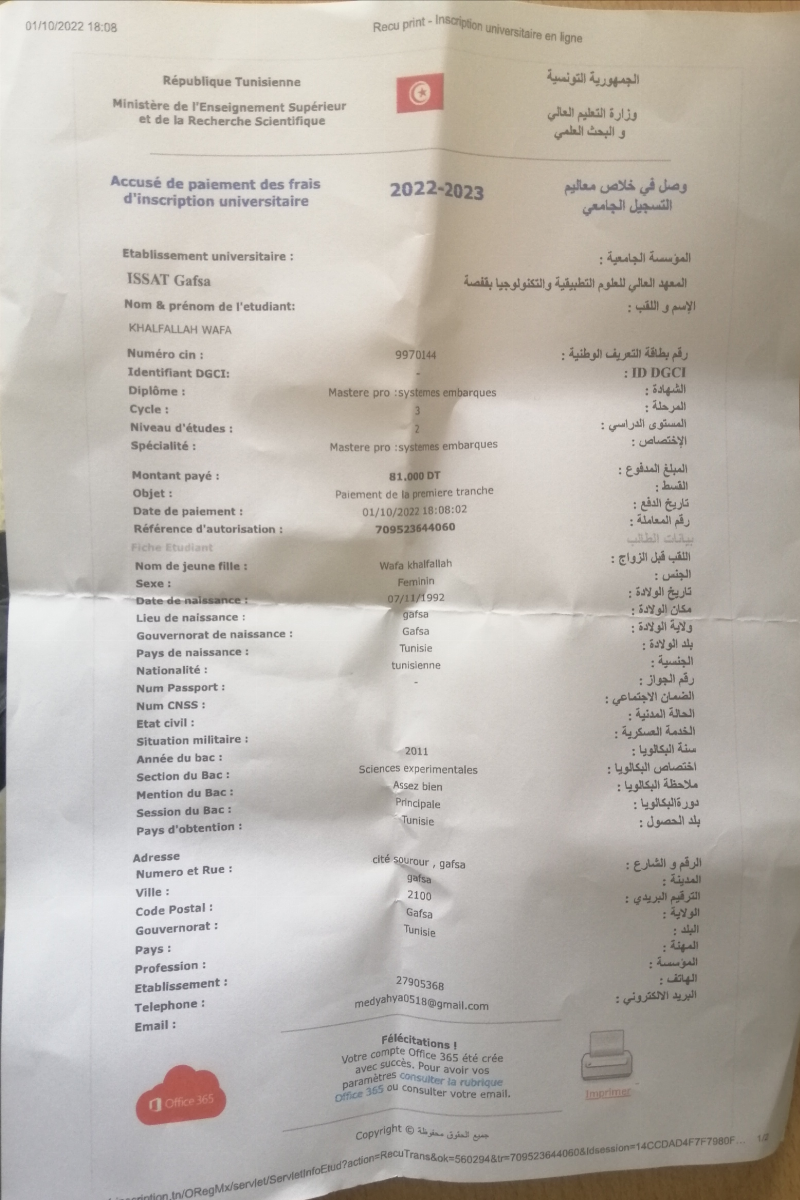 01/10/2022 18:08
Recu print - Inscription universitaire en ligne
République Tunisienne
الجمهورية التونسية
Ministère de l'Enseignement Supérieur
et de la Recherche Scientifique
وزارة التعليم العالي
و البحث العلمي
Accusé de paiement des frais
d'inscription universitaire
2022-2023
وصل في خلاص معاليم
التسجيل الجامعي
Etablissement universitaire :
المؤسسة الجامعية :
ISSAT Gafsa
المعهد العالي للعلوم التطبيقية والتكنولوجيا بقفصة
Nom & prénom de l'etudiant:
الإسم و اللقب :
KHALFALLAH WAFA
Numéro cin : 9970144 رقم بطاقة التعريف الوطنية :
Identifiant DGCI: - ID DGCI :
Diplôme : Mastere pro :systemes embarques الشهادة :
Cycle : 3 المرحلة :
Niveau d'études : 2 المستوى الدراسي :
Spécialité : Mastere pro :systemes embarques الإختصاص :
Montant payé : 81.000 DT المبلغ المدفوع :
Objet : Paiement de la premiere tranche القسط :
Date de paiement : 01/10/2022 18:08:02 تاريخ الدفع :
Référence d'autorisation : 709523644060 رقم المعاملة :
Fiche Etudiant بيانات الطالب
Nom de jeune fille : Wafa khalfallah اللقب قبل الزواج :
Sexe : Feminin الجنس :
Date de naissance : 07/11/1992 تاريخ الولادة :
Lieu de naissance : gafsa مكان الولادة :
Gouvernorat de naissance : Gafsa ولاية الولادة :
Pays de naissance : Tunisie بلد الولادة :
Nationalité : tunisienne الجنسية :
Num Passport : - رقم الجواز :
Num CNSS : الضمان الاجتماعي :
Etat civil : الحالة المدنية :
Situation militaire : الخدمة العسكرية :
Année du bac : 2011 سنة البكالوريا :
Section du Bac : Sciences experimentales اختصاص البكالوريا :
Mention du Bac : Assez bien ملاحظة البكالوريا :
Session du Bac : Principale دورةالبكالوريا :
Pays d'obtention : Tunisie بلد الحصول :
Adresse
Numero et Rue : cité sourour , gafsa الرقم و الشارع :
Ville : gafsa المدينة :
Code Postal : 2100 الترقيم البريدي :
Gouvernorat : Gafsa الولاية :
Pays : Tunisie البلد :
Profession : المهنة :
Etablissement : المؤسسة :
Telephone : 27905368 الهاتف :
Email : medyahya0518@gmail.com البريد الالكتروني :
Félécitations !
Votre compte Office 365 été crée
avec succès. Pour avoir vos
paramètres consulter la rubrique
Office 365 ou consulter votre email.
Office 365
Imprimer
Copyright © جميع الحقوق محفوظة
inscription.tn/ORegMx/servlet/ServletInfoEtud?action=RecuTrans&ok=560294&tr=709523644060&Idsession=14CCDAD4F7F7980F... 1/2